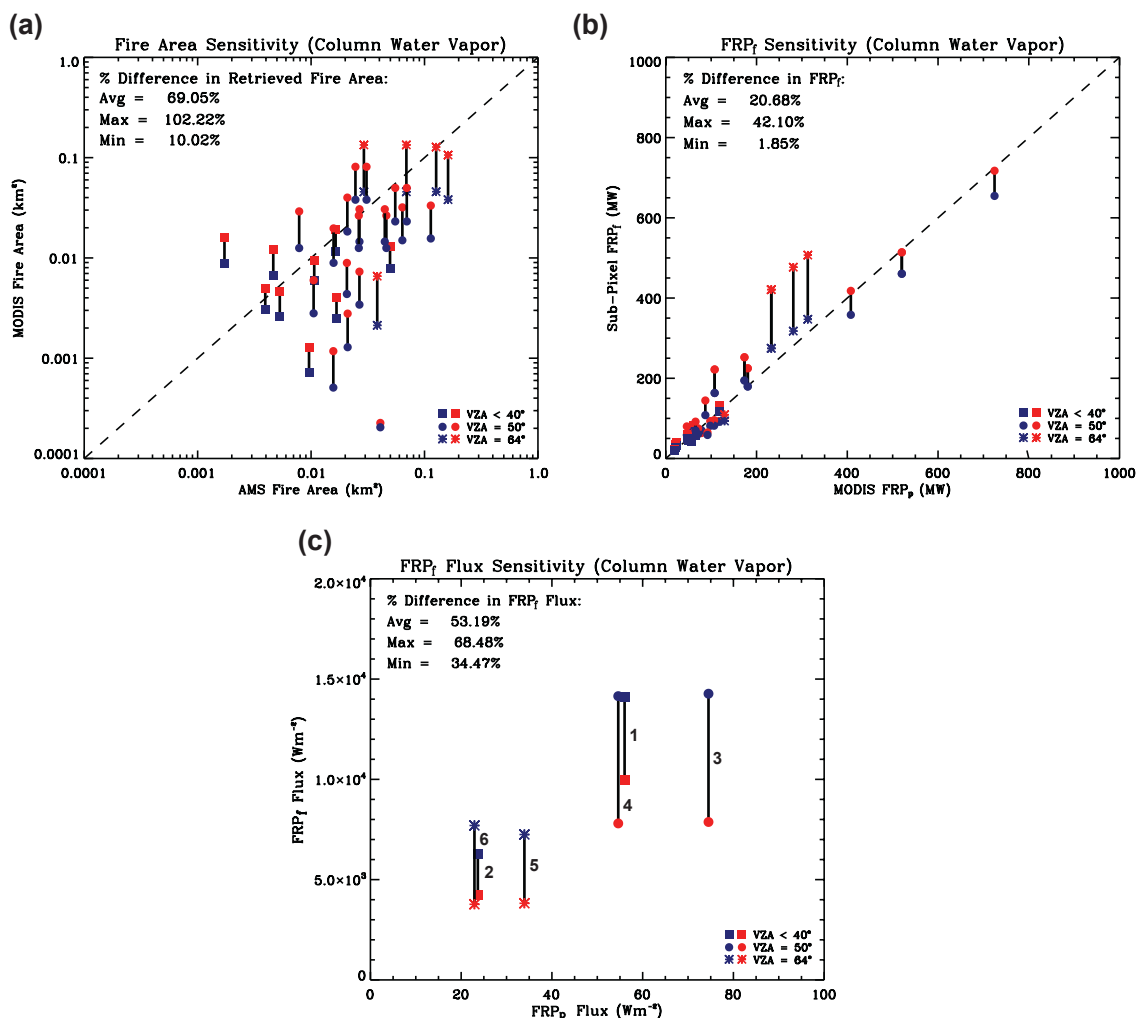 (a)
Fire Area Sensitivity (Column Water Vapor)
% Difference in Retrieved Fire Area:
Avg = 69.05%
Max = 102.22%
Min = 10.02%
MODIS Fire Area (km²)
1.0
0.1
0.01
0.001
0.0001
VZA < 40°
VZA = 50°
VZA = 64°
0.0001 0.001 0.01 0.1 1.0
AMS Fire Area (km²)
(b)
FRPf Sensitivity (Column Water Vapor)
% Difference in FRPf:
Avg = 20.68%
Max = 42.10%
Min = 1.85%
Sub-Pixel FRPf (MW)
1000
800
600
400
200
0
VZA < 40°
VZA = 50°
VZA = 64°
0 200 400 600 800 1000
MODIS FRPp (MW)
(c)
FRPf Flux Sensitivity (Column Water Vapor)
% Difference in FRPf Flux:
Avg = 53.19%
Max = 68.48%
Min = 34.47%
FRPf Flux (Wm⁻²)
2.0×10⁴
1.5×10⁴
1.0×10⁴
5.0×10³
0
1
3
4
6
2
5
VZA < 40°
VZA = 50°
VZA = 64°
0 20 40 60 80 100
FRPp Flux (Wm⁻²)